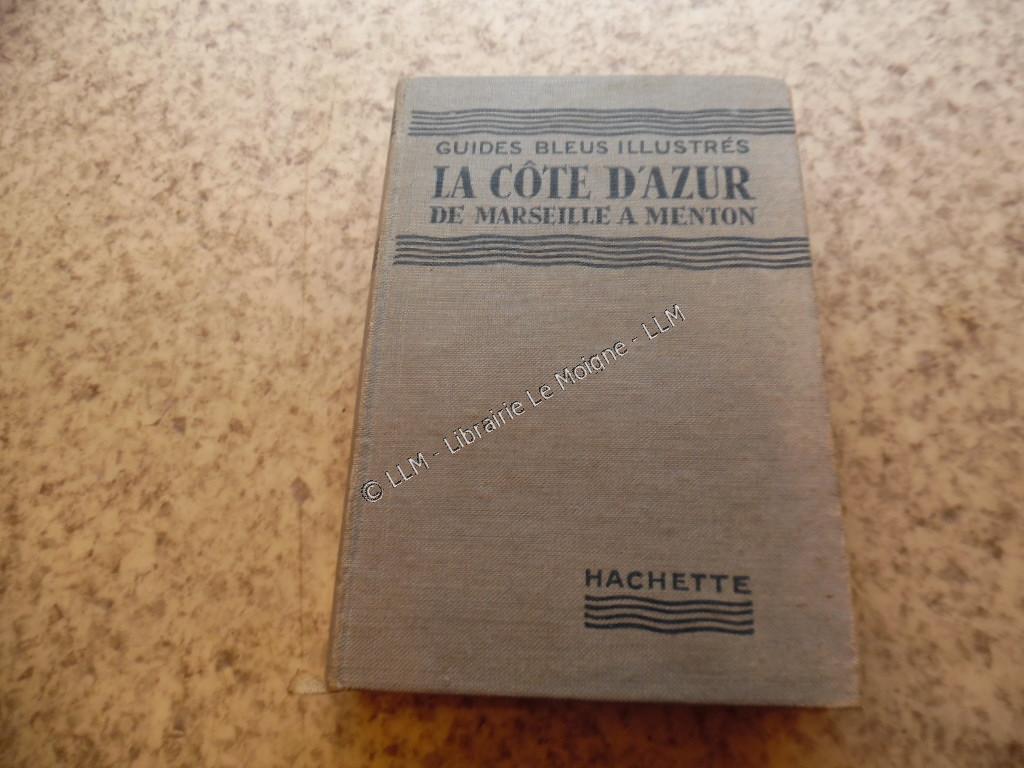 GUIDES BLEUS ILLUSTRÉS
LA CÔTE D'AZUR
DE MARSEILLE A MENTON
© LLM - Librairie Le Moigne - LLM
HACHETTE